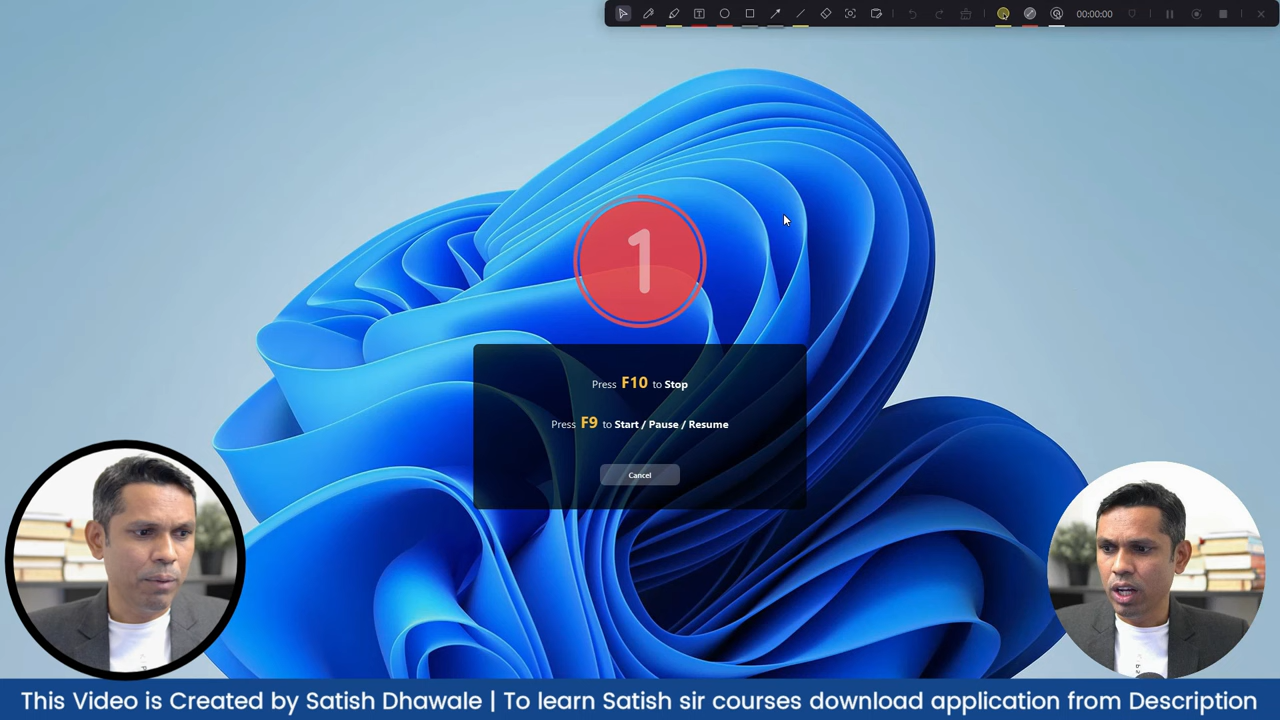 00:00:00
1
Press F10 to Stop
Press F9 to Start / Pause / Resume
Cancel
This Video is Created by Satish Dhawale | To learn Satish sir courses download application from Description